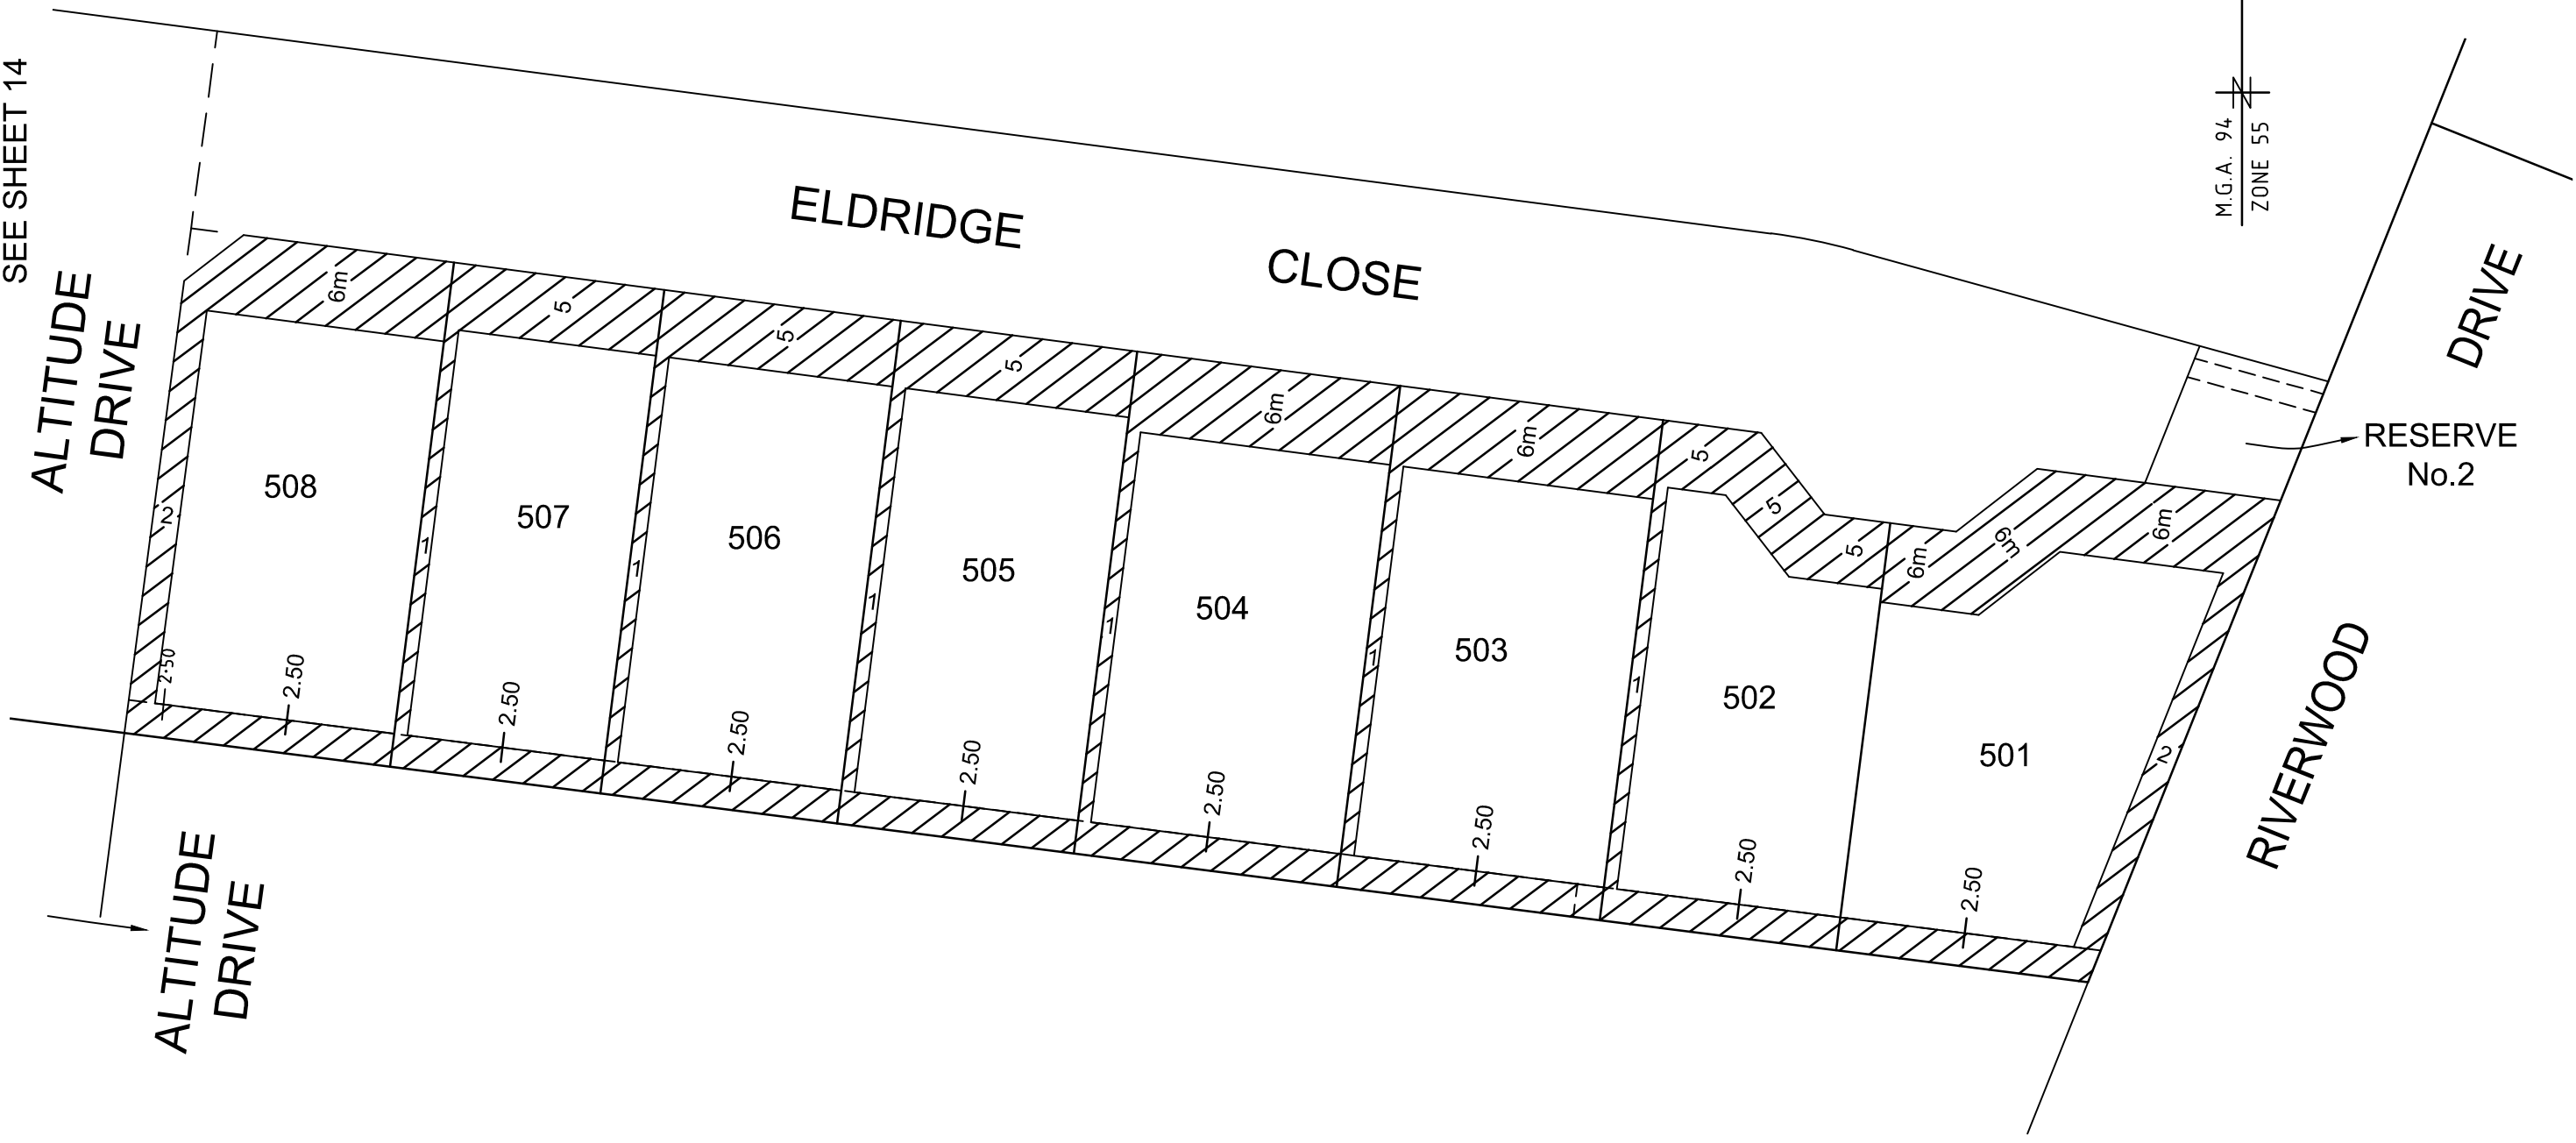 SEE SHEET 14
M.G.A. 94
ZONE 55
ELDRIDGE CLOSE
ALTITUDE
DRIVE
RIVERWOOD DRIVE
RESERVE
No.2
6m
5
5
5
6m
6m
5
5
5
6m
6m
6m
508
507
506
505
504
503
502
501
2
1
1
1
1
1
1
2
2.50
2.50
2.50
2.50
2.50
2.50
2.50
2.50
2.50
ALTITUDE
DRIVE